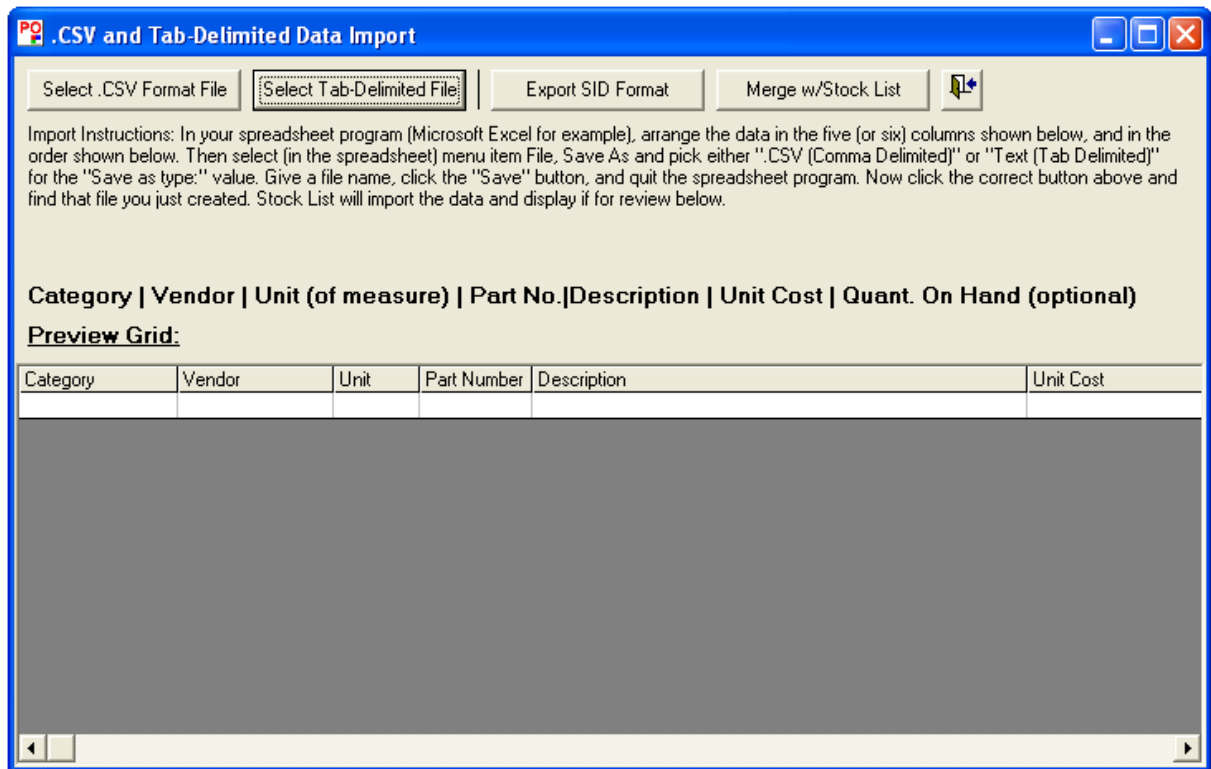 .CSV and Tab-Delimited Data Import
Select .CSV Format File Select Tab-Delimited File Export SID Format Merge w/Stock List
Import Instructions: In your spreadsheet program (Microsoft Excel for example), arrange the data in the five (or six) columns shown below, and in the
order shown below. Then select (in the spreadsheet) menu item File, Save As and pick either ".CSV (Comma Delimited)" or "Text (Tab Delimited)"
for the "Save as type:" value. Give a file name, click the "Save" button, and quit the spreadsheet program. Now click the correct button above and
find that file you just created. Stock List will import the data and display if for review below.
Category | Vendor | Unit (of measure) | Part No.|Description | Unit Cost | Quant. On Hand (optional)
Preview Grid:
Category Vendor Unit Part Number Description Unit Cost